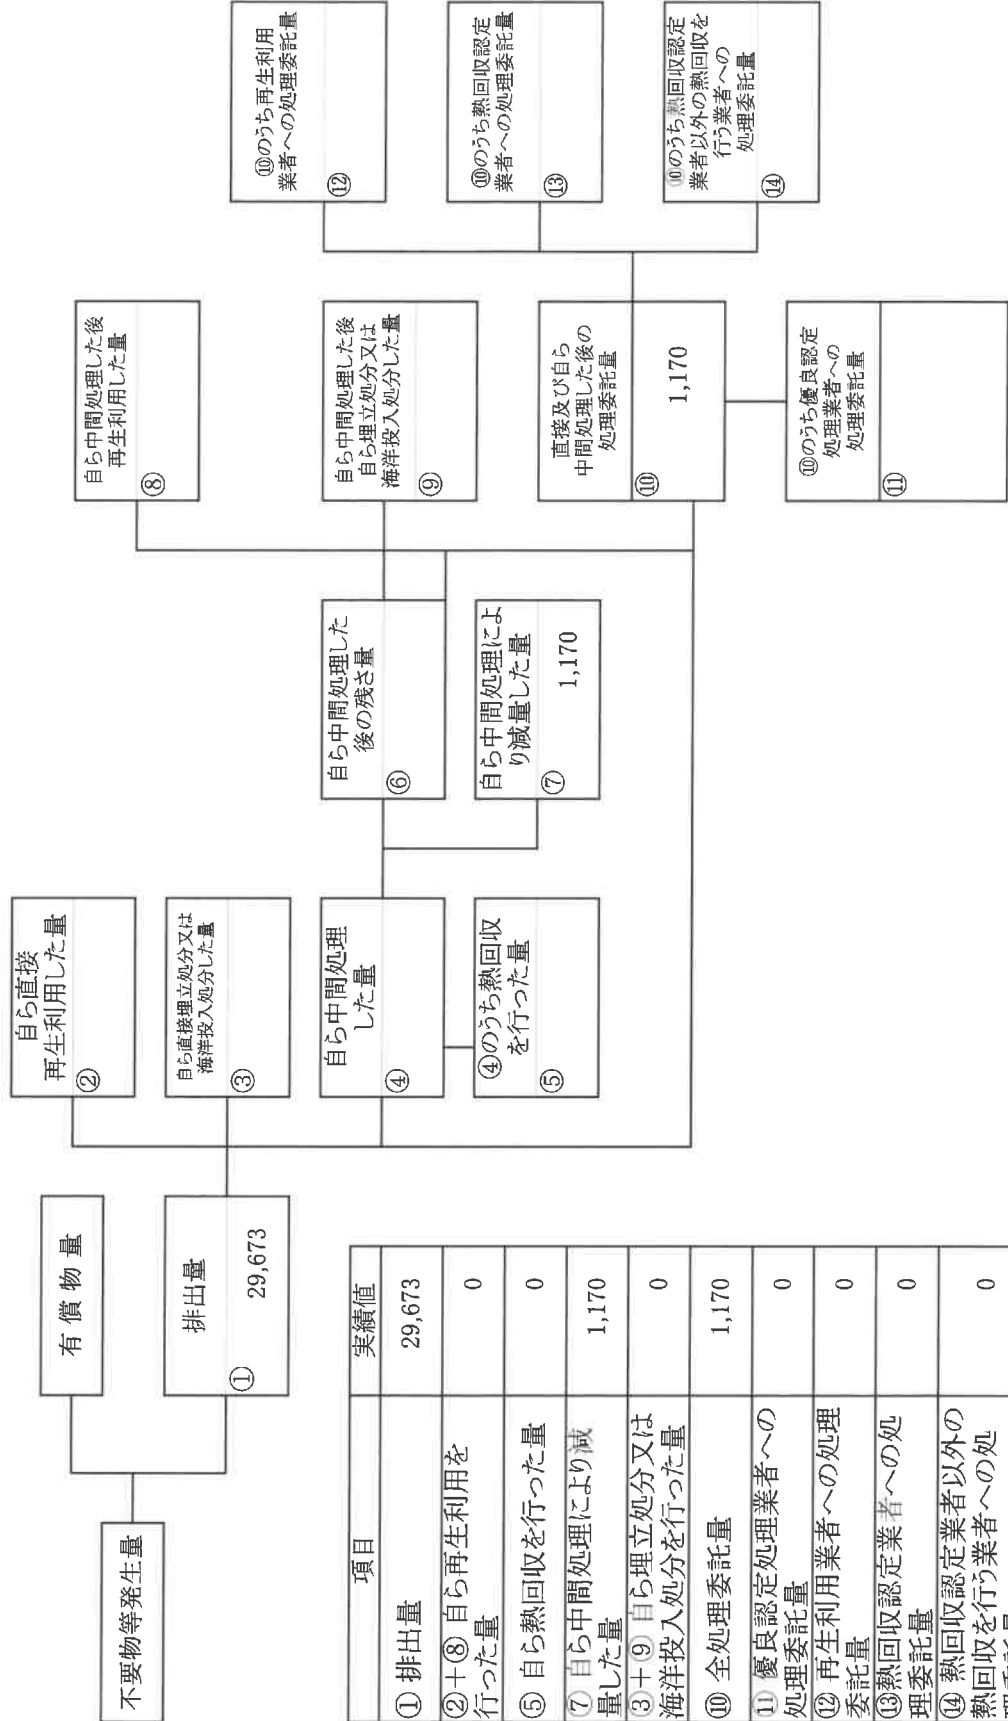 不要物等発生量
有償物量
排出量
①
29,673
自ら直接
再生利用した量
②
自ら直接埋立処分又は
海洋投入処分した量
③
自ら中間処理
した量
④
④のうち熱回収
を行った量
⑤
自ら中間処理した
後の残さ量
⑥
自ら中間処理によ
り減量した量
⑦
1,170
自ら中間処理した後
再生利用した量
⑧
自ら中間処理した後
自ら埋立処分又は
海洋投入処分した量
⑨
直接及び自ら
中間処理した後の
処理委託量
⑩
1,170
⑩のうち優良認定
処理業者への
処理委託量
⑪
⑩のうち再生利用
業者への処理委託量
⑫
⑩のうち熱回収認定
業者への処理委託量
⑬
⑩のうち熱回収認定
業者以外の熱回収を
行う業者への
処理委託量
⑭
項目 実績値
① 排出量 29,673
②+⑧ 自ら再生利用を
行った量 0
⑤ 自ら熱回収を行った量 0
⑦ 自ら中間処理により減
量した量 1,170
③+⑨ 自ら埋立処分又は
海洋投入処分を行った量 0
⑩ 全処理委託量 1,170
⑪ 優良認定処理業者への
処理委託量 0
⑫ 再生利用業者への処理
委託量 0
⑬熱回収認定業者への処
理委託量 0
⑭ 熱回収認定業者以外の
熱回収を行う業者への処 0